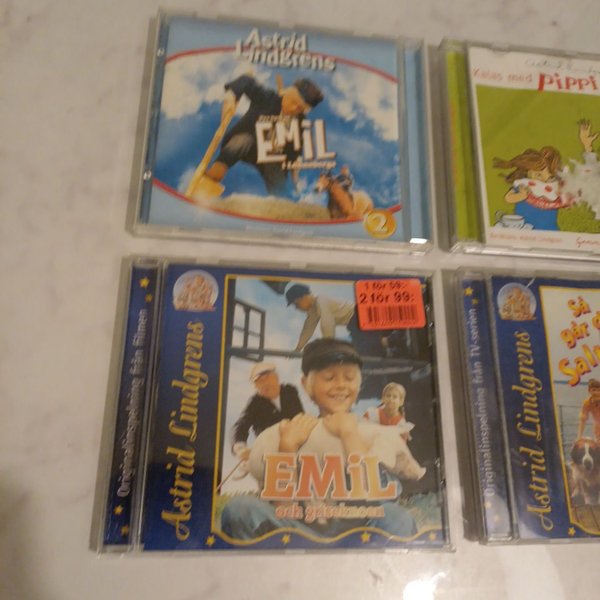 Astrid
Lindgrens
EMiL
i Lönneberga
2
Kalas med PiPPi
Originalinspelning från filmen
Astrid Lindgrens
1 för 59:-
2 för 99:-
EMiL
och griseknoen
Originalinspelning från TV-serien
Astrid Lindgrens
Så
går